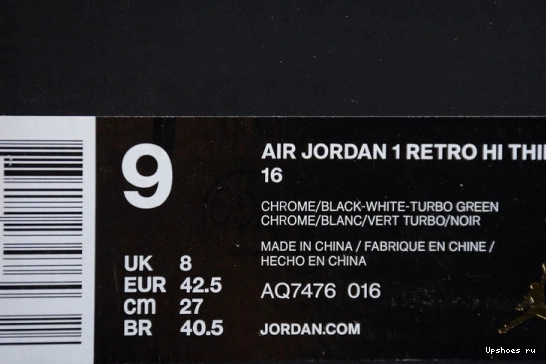 9
AIR JORDAN 1 RETRO HI
16
CHROME/BLACK-WHITE-TURBO GREEN
CHROME/BLANC/VERT TURBO/NOIR
MADE IN CHINA / FABRIQUE EN CHINE /
HECHO EN CHINA
UK 8
EUR 42.5
CM 27
BR 40.5
AQ7476 016
JORDAN.COM
Upshoes ru